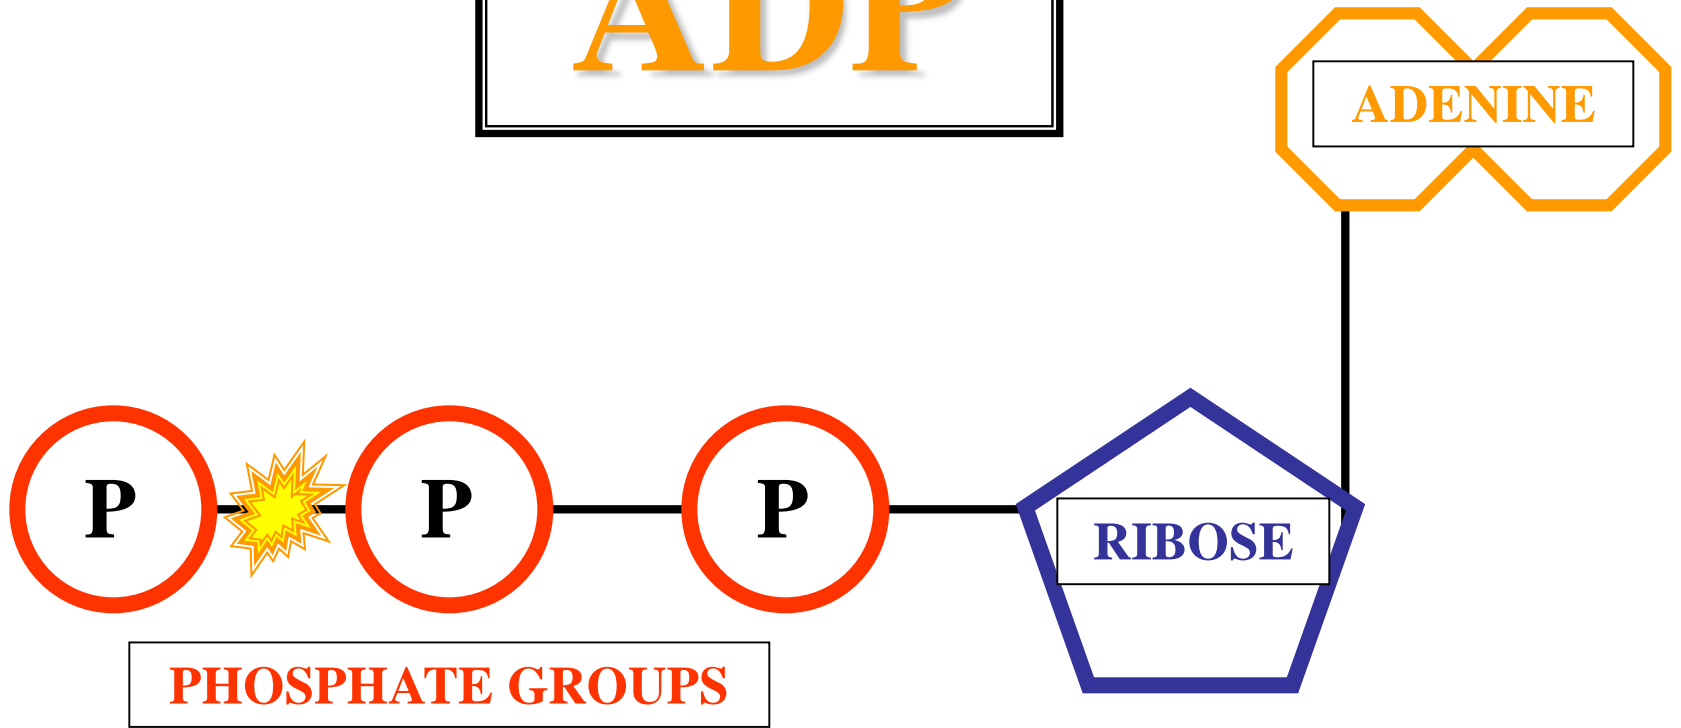 ADP
ADENINE
P P P
RIBOSE
PHOSPHATE GROUPS